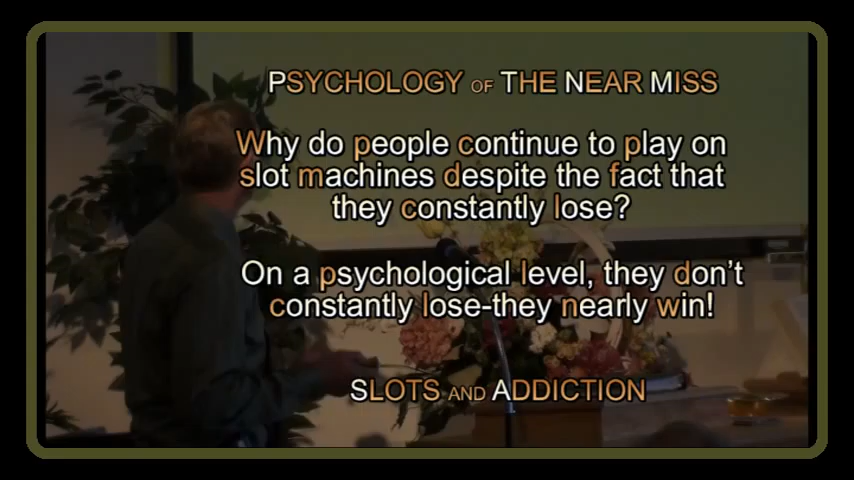 PSYCHOLOGY OF THE NEAR MISS
Why do people continue to play on
slot machines despite the fact that
they constantly lose?
On a psychological level, they don't
constantly lose-they nearly win!
SLOTS AND ADDICTION